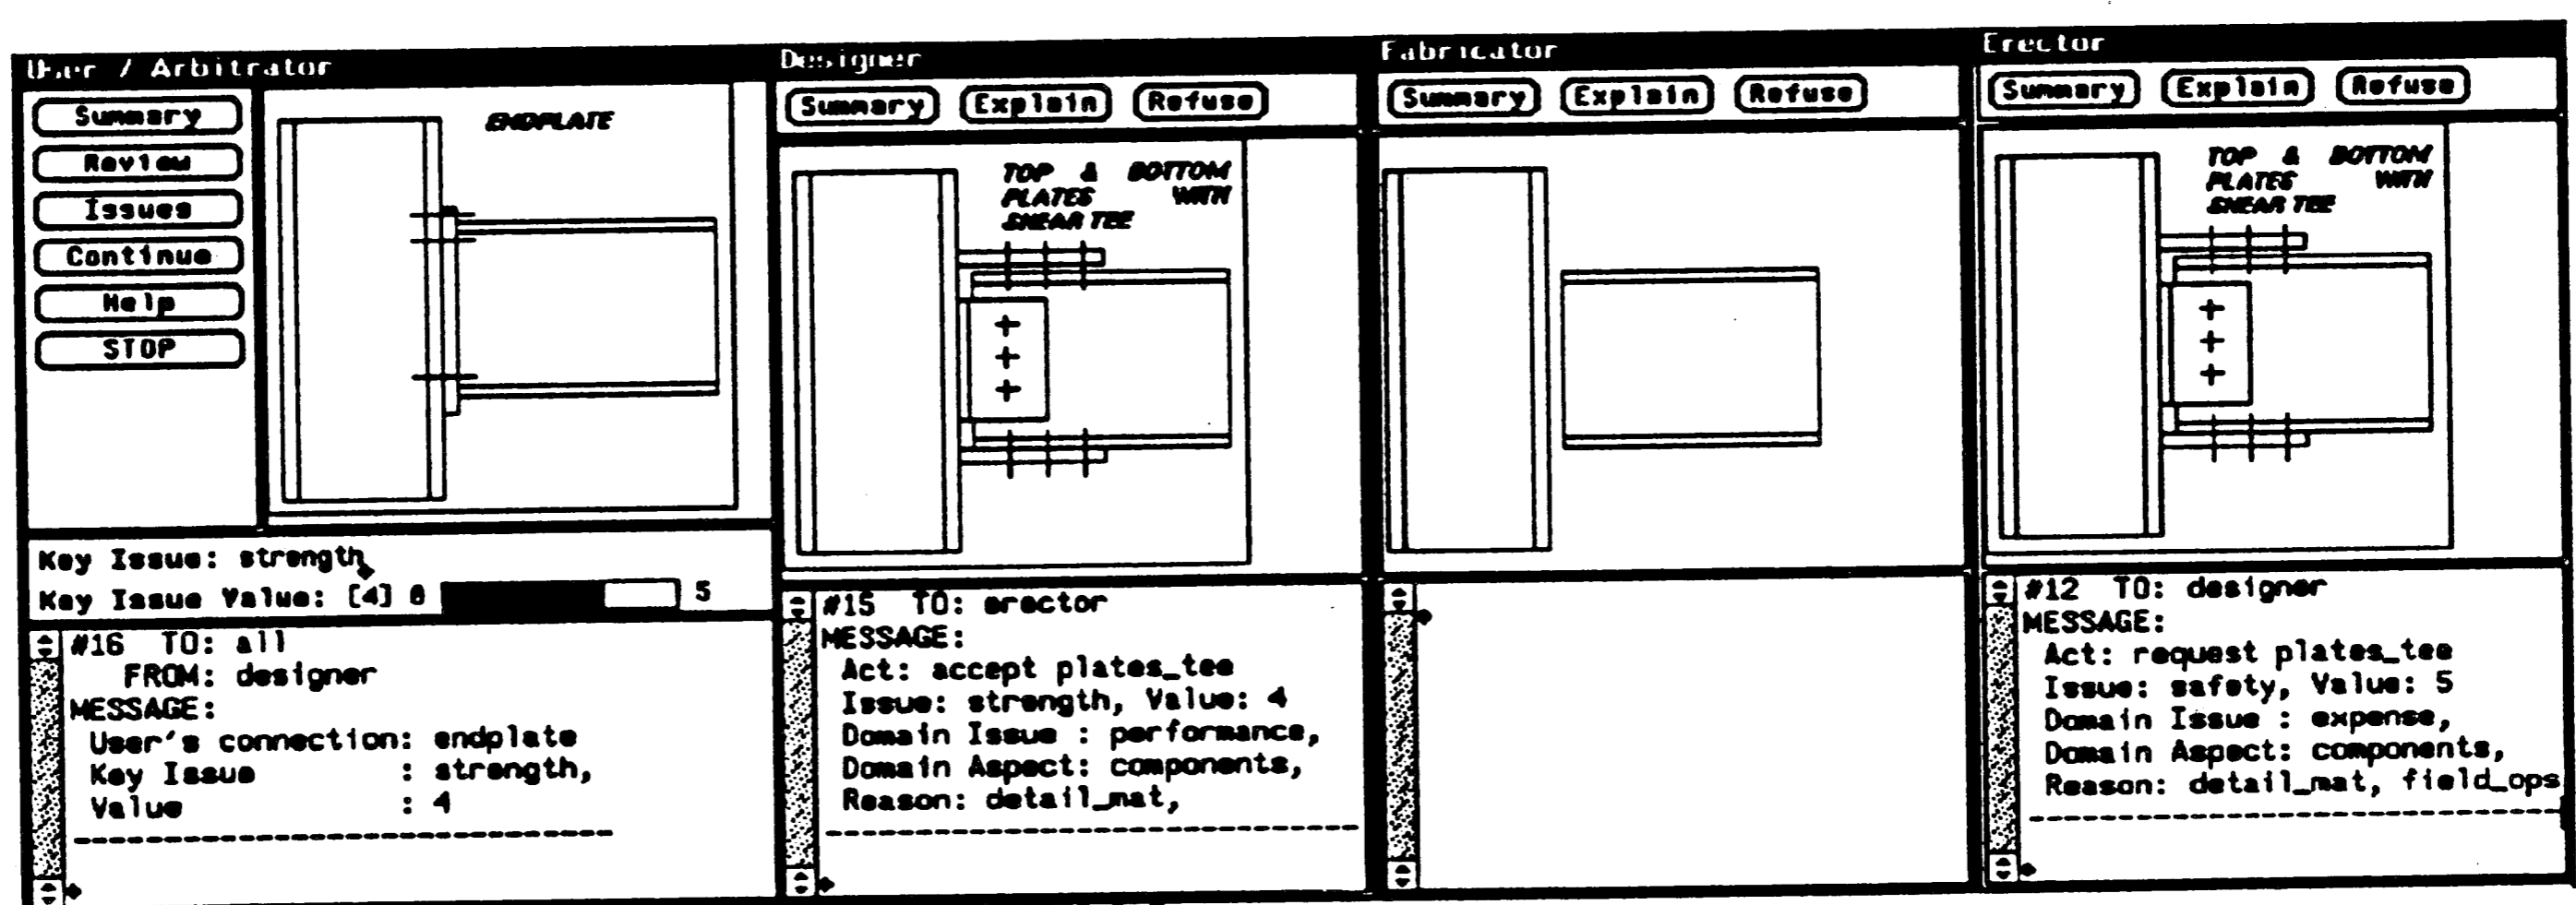 User / Arbitrator
Summary
Review
Issues
Continue
Help
STOP
ENDPLATE
Key Issue: strength
Key Issue Value: [4] 0 5
#16 TO: all
FROM: designer
MESSAGE:
User's connection: endplate
Key Issue : strength,
Value : 4
Designer
Summary Explain Refuse
TOP & BOTTOM
PLATES WITH
SHEAR TEE
#15 TO: erector
MESSAGE:
Act: accept plates_tee
Issue: strength, Value: 4
Domain Issue : performance,
Domain Aspect: components,
Reason: detail_mat,
Fabricator
Summary Explain Refuse
Erector
Summary Explain Refuse
TOP & BOTTOM
PLATES WITH
SHEAR TEE
#12 TO: designer
MESSAGE:
Act: request plates_tee
Issue: safety, Value: 5
Domain Issue : expense,
Domain Aspect: components,
Reason: detail_mat, field_ops